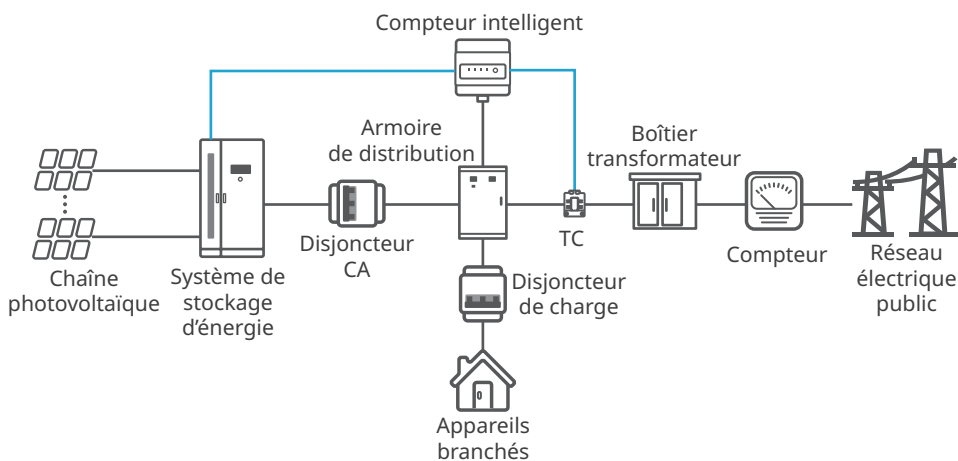 Compteur intelligent
Armoire
de distribution
Boîtier
transformateur
Disjoncteur
CA
TC
Compteur
Chaîne
photovoltaïque
Système de
stockage
d'énergie
Disjoncteur
de charge
Réseau
électrique
public
Appareils
branchés